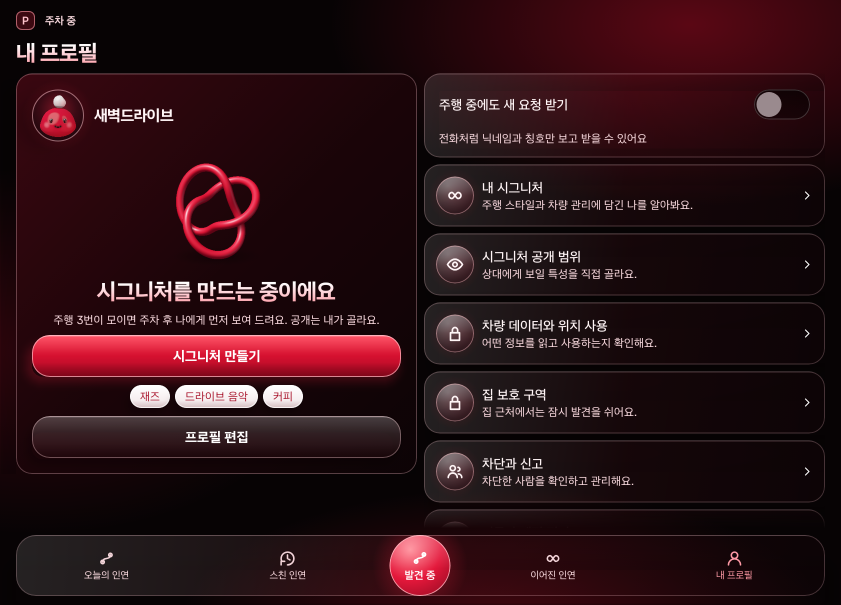 P 주차 중
내 프로필
새벽드라이브
시그니처를 만드는 중이에요
주행 3번이 모이면 주차 후 나에게 먼저 보여 드려요. 공개는 내가 골라요.
시그니처 만들기
재즈 드라이브 음악 커피
프로필 편집
주행 중에도 새 요청 받기
전화처럼 닉네임과 칭호만 보고 받을 수 있어요
내 시그니처
주행 스타일과 차량 관리에 담긴 나를 알아봐요.
시그니처 공개 범위
상대에게 보일 특성을 직접 골라요.
차량 데이터와 위치 사용
어떤 정보를 읽고 사용하는지 확인해요.
집 보호 구역
집 근처에서는 잠시 발견을 쉬어요.
차단과 신고
차단한 사람을 확인하고 관리해요.
오늘의 인연
스친 인연
발견 중
이어진 인연
내 프로필